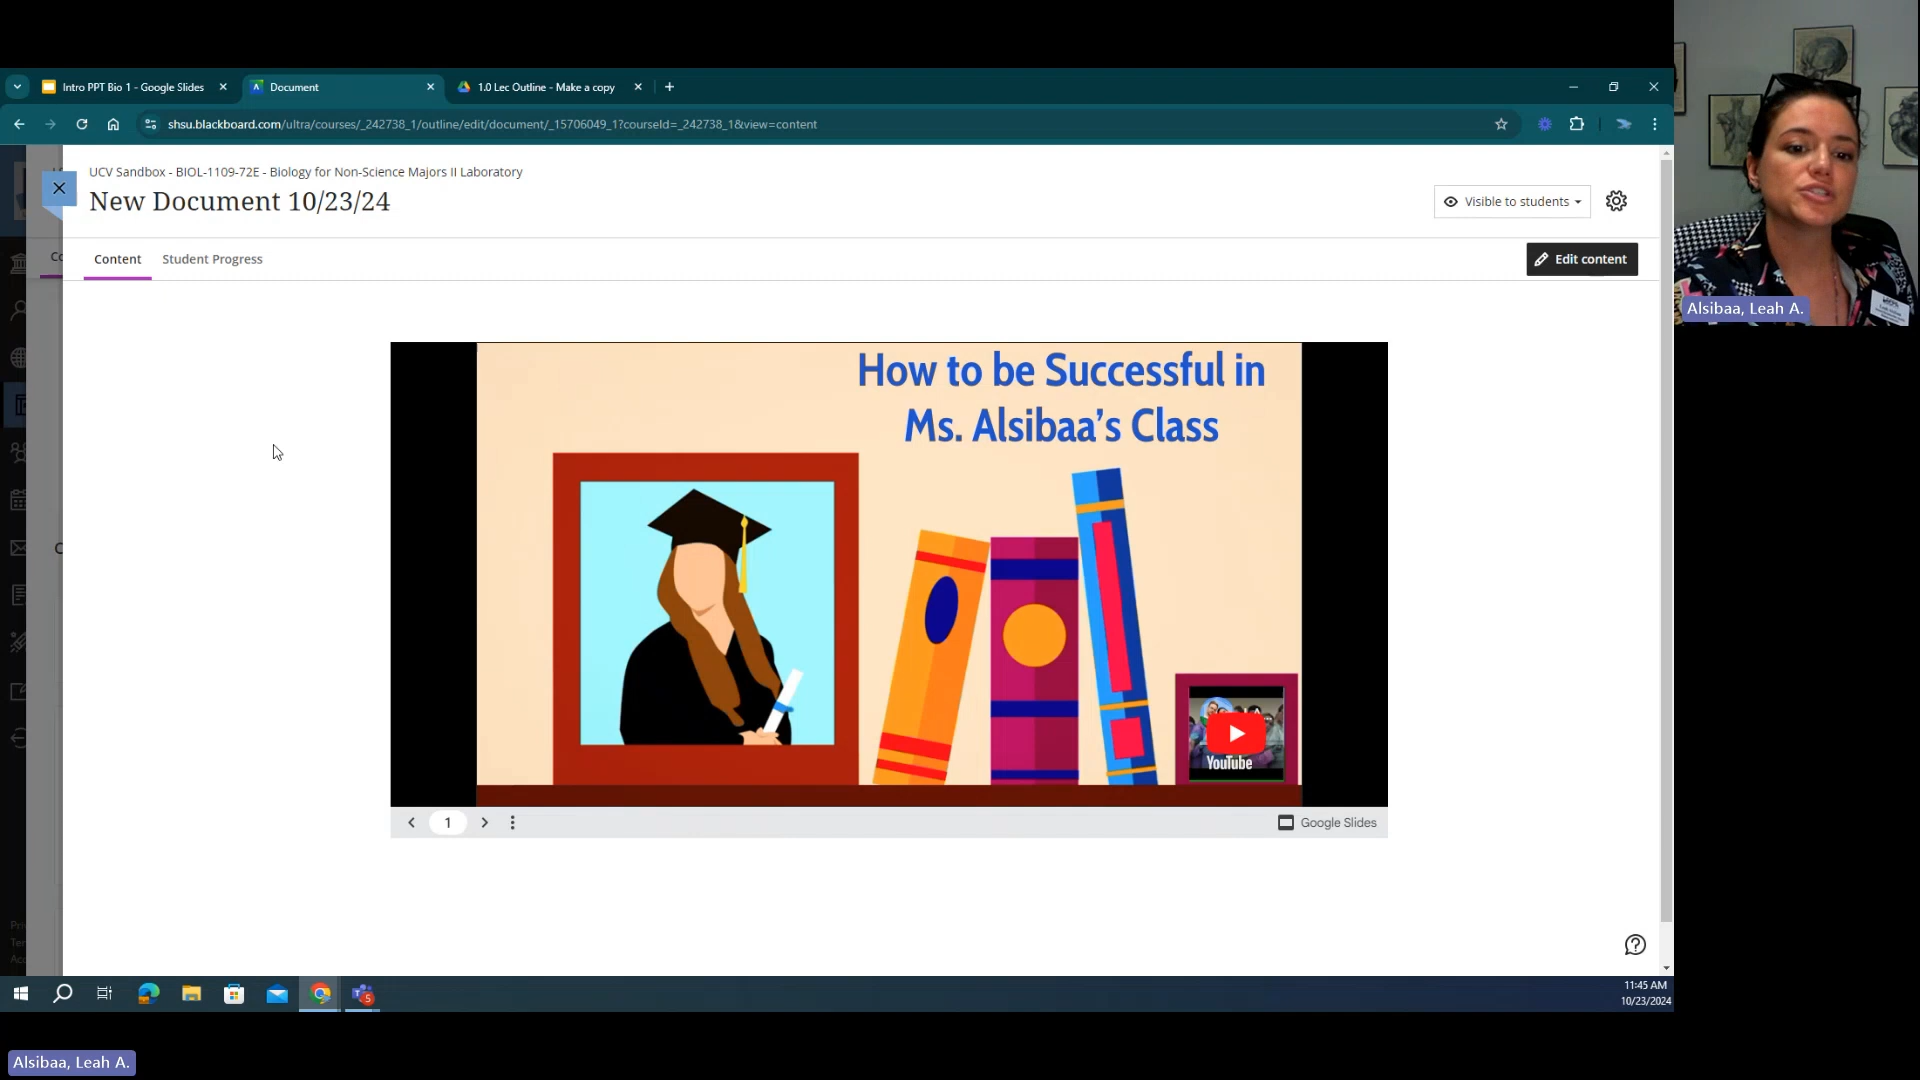 Intro PPT Bio 1 - Google Slides
Document
1.0 Lec Outline - Make a copy
shsu.blackboard.com/ultra/courses/_242738_1/outline/edit/document/_15706049_1?courseId=_242738_1&view=content
UCV Sandbox - BIOL-1109-72E - Biology for Non-Science Majors II Laboratory
New Document 10/23/24
Visible to students
Content
Student Progress
Edit content
How to be Successful in
Ms. Alsibaa's Class
YouTube
1
Google Slides
Alsibaa, Leah A.
5
11:45 AM
10/23/2024
Alsibaa, Leah A.